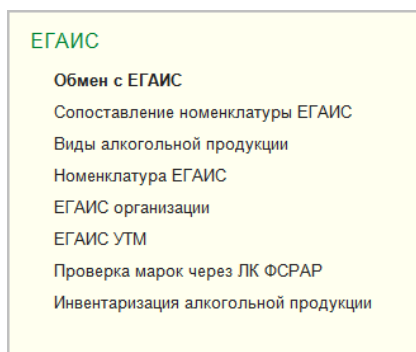 ЕГАИС
Обмен с ЕГАИС
Сопоставление номенклатуры ЕГАИС
Виды алкогольной продукции
Номенклатура ЕГАИС
ЕГАИС организации
ЕГАИС УТМ
Проверка марок через ЛК ФСРАР
Инвентаризация алкогольной продукции